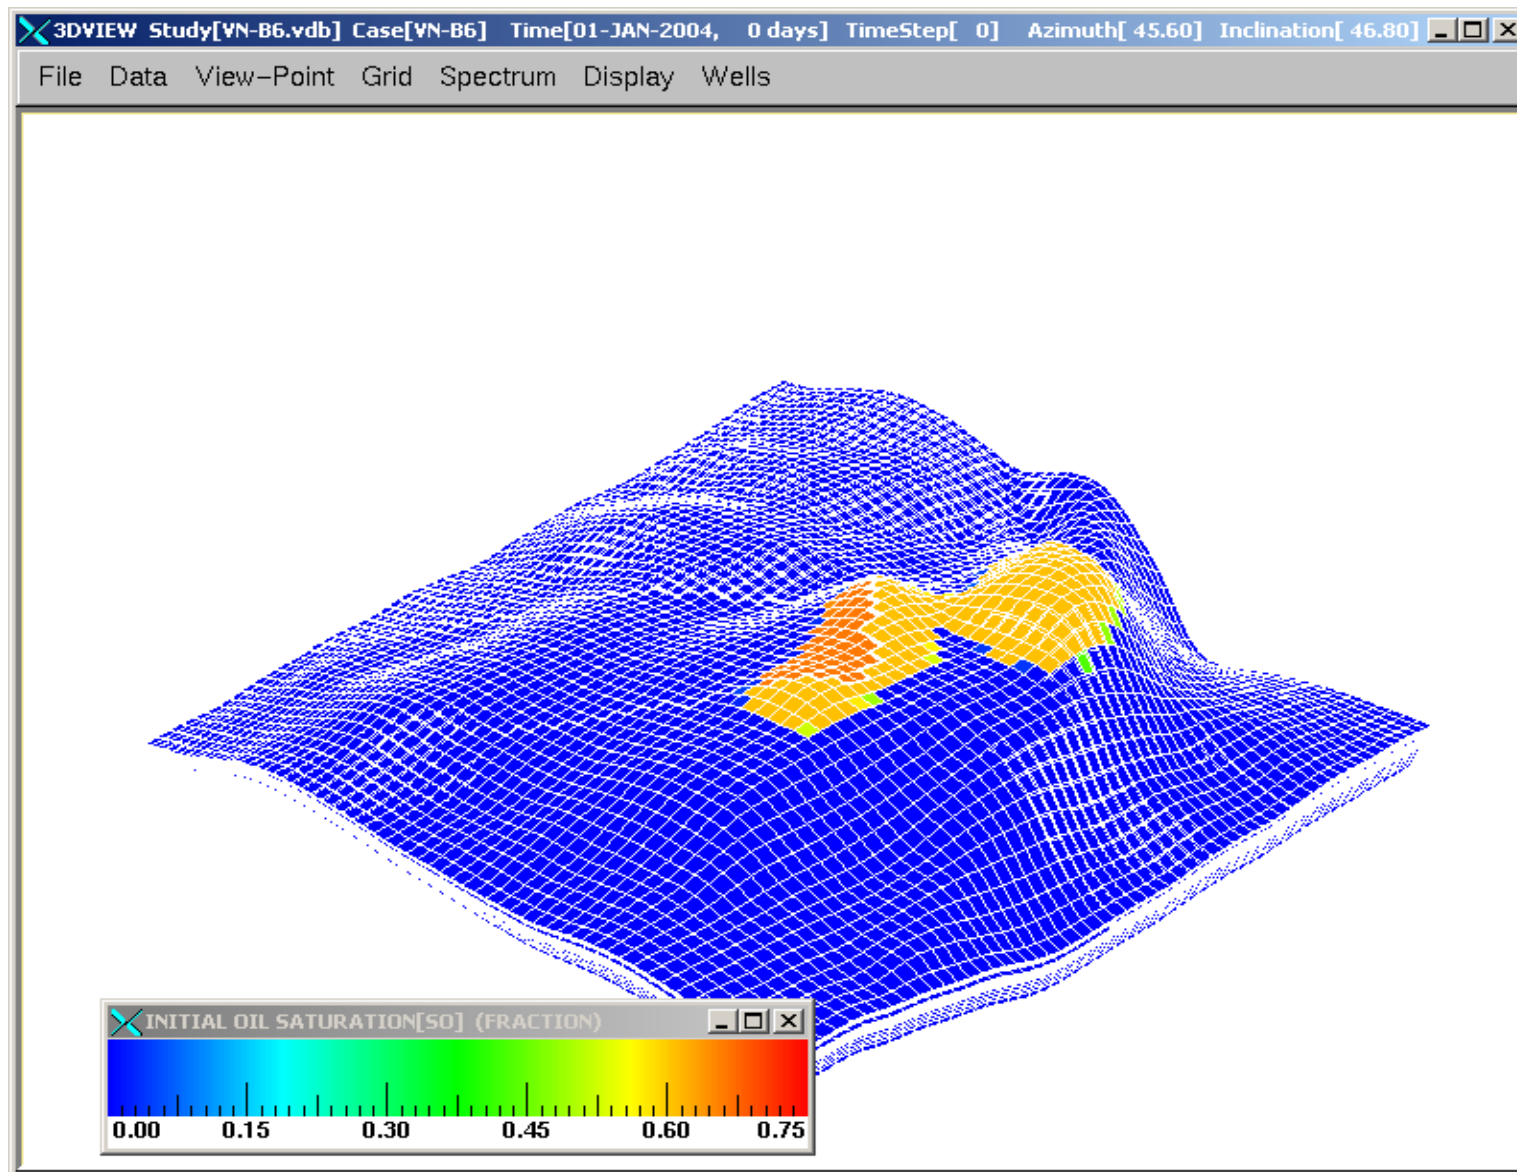 3DVIEW Study[VN-B6.vdb] Case[VN-B6] Time[01-JAN-2004, 0 days] TimeStep[ 0] Azimuth[ 45.60] Inclination[ 46.80]
File Data View-Point Grid Spectrum Display Wells
INITIAL OIL SATURATION[SO] (FRACTION)
0.00 0.15 0.30 0.45 0.60 0.75